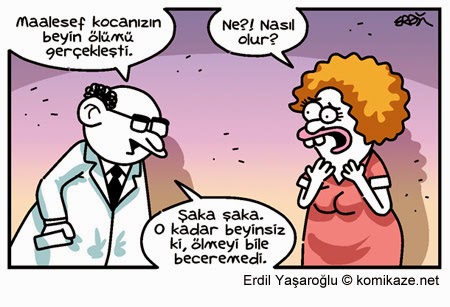 Maalesef kocanızın
beyin ölümü
gerçekleşti.
Ne?! Nasıl
olur?
Şaka şaka.
O kadar beyinsiz
ki, ölmeyi bile
beceremedi.
Erdil Yaşaroğlu © komikaze.net